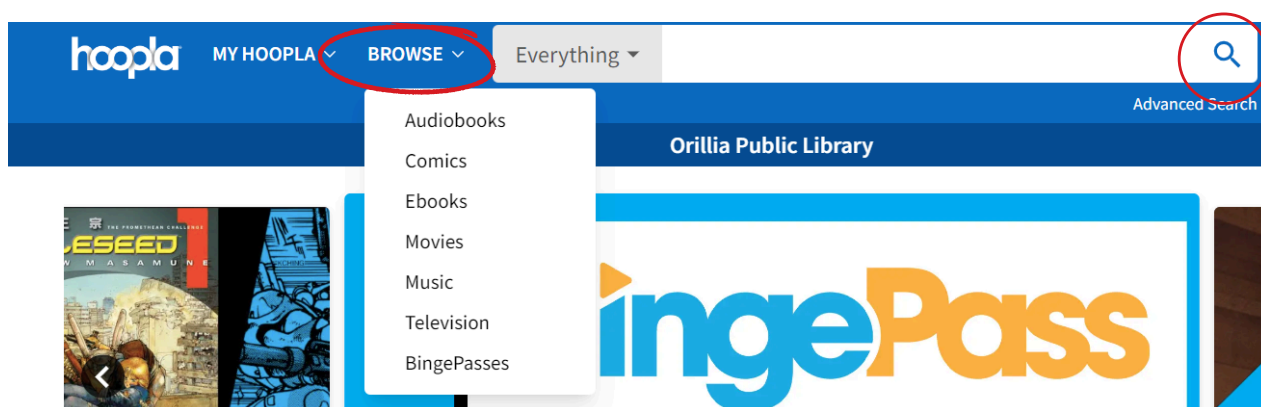 hoopla MY HOOPLA BROWSE Everything
Advanced Search
Orillia Public Library
Audiobooks
Comics
Ebooks
Movies
Music
Television
BingePasses
THE PROMETHEAN CHALLENGE
LESEED
W MASAMUNE
ingePass